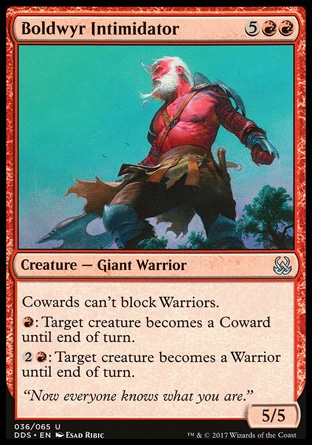 Boldwyr Intimidator 5
Creature — Giant Warrior
Cowards can't block Warriors.
: Target creature becomes a Coward
until end of turn.
2 : Target creature becomes a Warrior
until end of turn.
"Now everyone knows what you are."
5/5
036/065 U
DDS • EN Esad Ribic
™ & © 2017 Wizards of the Coast